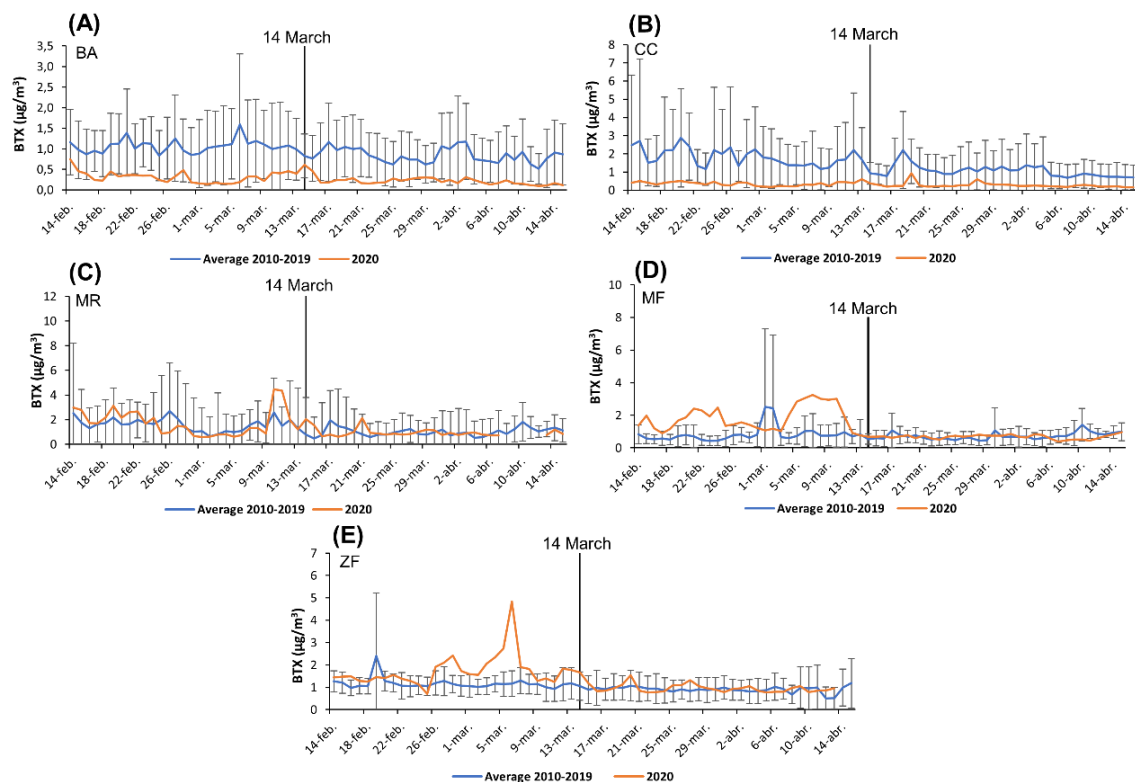 (A)
BA
14 March
BTX (µg/m³)
3,5
3,0
2,5
2,0
1,5
1,0
0,5
0,0
14-feb.
18-feb.
22-feb.
26-feb.
1-mar.
5-mar.
9-mar.
13-mar.
17-mar.
21-mar.
25-mar.
29-mar.
2-abr.
6-abr.
10-abr.
14-abr.
Average 2010-2019 2020
(B)
CC
14 March
BTX (µg/m³)
8
7
6
5
4
3
2
1
0
14-feb.
18-feb.
22-feb.
26-feb.
1-mar.
5-mar.
9-mar.
13-mar.
17-mar.
21-mar.
25-mar.
29-mar.
2-abr.
6-abr.
10-abr.
14-abr.
Average 2010-2019 2020
(C)
MR
14 March
BTX (µg/m³)
12
10
8
6
4
2
0
14-feb.
18-feb.
22-feb.
26-feb.
1-mar.
5-mar.
9-mar.
13-mar.
17-mar.
21-mar.
25-mar.
29-mar.
2-abr.
6-abr.
10-abr.
14-abr.
Average 2010-2019 2020
(D)
MF
14 March
BTX (µg/m³)
10
8
6
4
2
0
14-feb.
18-feb.
22-feb.
26-feb.
1-mar.
5-mar.
9-mar.
13-mar.
17-mar.
21-mar.
25-mar.
29-mar.
2-abr.
6-abr.
10-abr.
14-abr.
Average 2010-2019 2020
(E)
ZF
14 March
BTX (µg/m³)
7
6
5
4
3
2
1
0
14-feb.
18-feb.
22-feb.
26-feb.
1-mar.
5-mar.
9-mar.
13-mar.
17-mar.
21-mar.
25-mar.
29-mar.
2-abr.
6-abr.
10-abr.
14-abr.
Average 2010-2019 2020